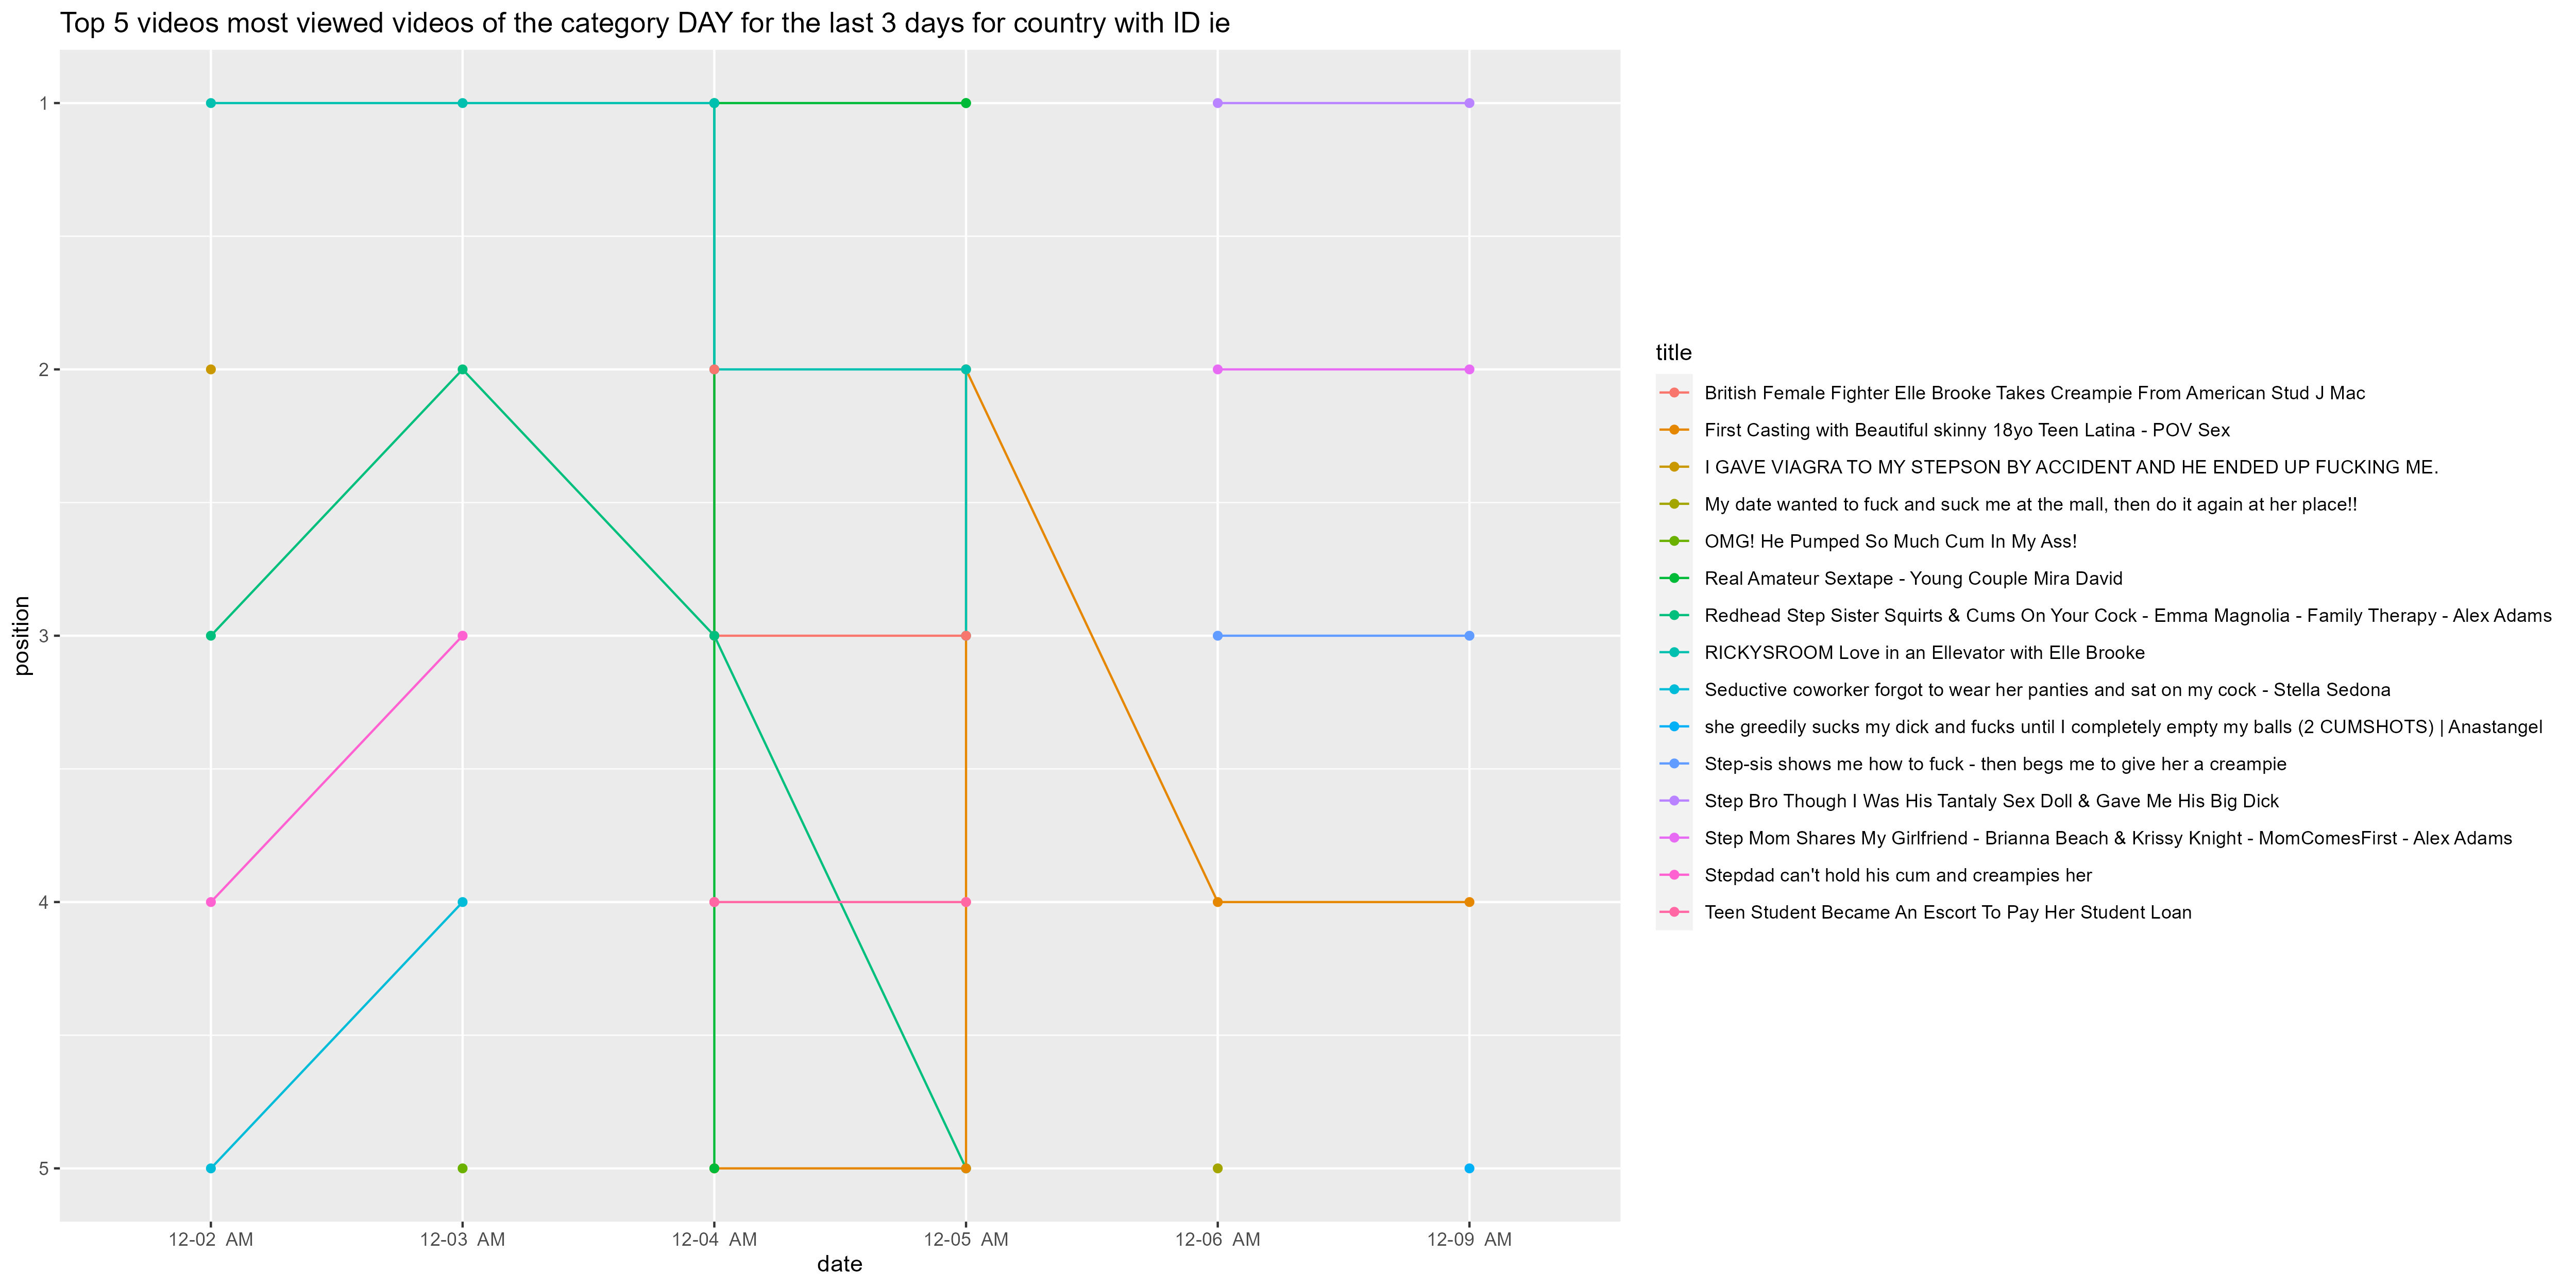 Top 5 videos most viewed videos of the category DAY for the last 3 days for country with ID ie
position
1
2
3
4
5
12-02 AM
12-03 AM
12-04 AM
12-05 AM
12-06 AM
12-09 AM
date
title
British Female Fighter Elle Brooke Takes Creampie From American Stud J Mac
First Casting with Beautiful skinny 18yo Teen Latina - POV Sex
I GAVE VIAGRA TO MY STEPSON BY ACCIDENT AND HE ENDED UP FUCKING ME.
My date wanted to fuck and suck me at the mall, then do it again at her place!!
OMG! He Pumped So Much Cum In My Ass!
Real Amateur Sextape - Young Couple Mira David
Redhead Step Sister Squirts & Cums On Your Cock - Emma Magnolia - Family Therapy - Alex Adams
RICKYSROOM Love in an Ellevator with Elle Brooke
Seductive coworker forgot to wear her panties and sat on my cock - Stella Sedona
she greedily sucks my dick and fucks until I completely empty my balls (2 CUMSHOTS) | Anastangel
Step-sis shows me how to fuck - then begs me to give her a creampie
Step Bro Though I Was His Tantaly Sex Doll & Gave Me His Big Dick
Step Mom Shares My Girlfriend - Brianna Beach & Krissy Knight - MomComesFirst - Alex Adams
Stepdad can't hold his cum and creampies her
Teen Student Became An Escort To Pay Her Student Loan